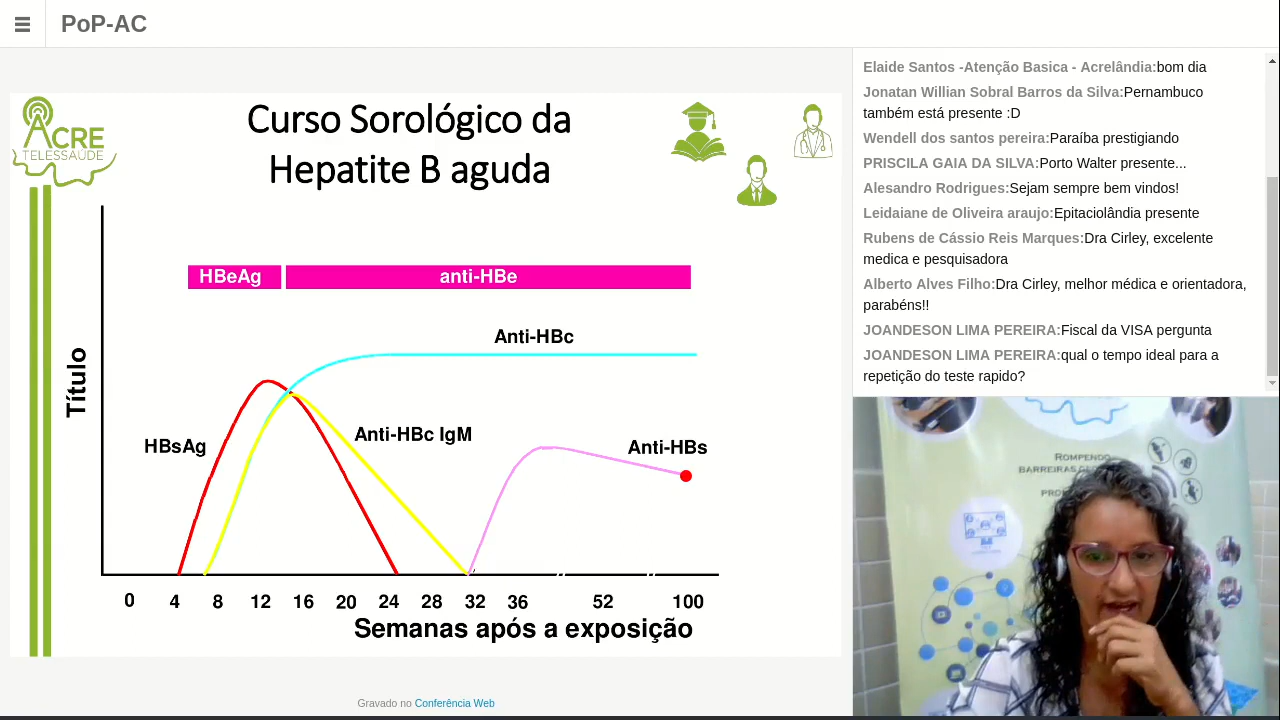 PoP-AC
ACRE
TELESSAÚDE
Curso Sorológico da
Hepatite B aguda
HBeAg
anti-HBe
Anti-HBc
Título
HBsAg
Anti-HBc IgM
Anti-HBs
0 4 8 12 16 20 24 28 32 36 52 100
Semanas após a exposição
Gravado no Conferência Web
Elaide Santos -Atenção Basica - Acrelândia:bom dia
Jonatan Willian Sobral Barros da Silva:Pernambuco
também está presente :D
Wendell dos santos pereira:Paraíba prestigiando
PRISCILA GAIA DA SILVA:Porto Walter presente...
Alesandro Rodrigues:Sejam sempre bem vindos!
Leidaiane de Oliveira araujo:Epitaciolândia presente
Rubens de Cássio Reis Marques:Dra Cirley, excelente
medica e pesquisadora
Alberto Alves Filho:Dra Cirley, melhor médica e orientadora,
parabéns!!
JOANDESON LIMA PEREIRA:Fiscal da VISA pergunta
JOANDESON LIMA PEREIRA:qual o tempo ideal para a
repetição do teste rapido?
Rompendo
barreiras